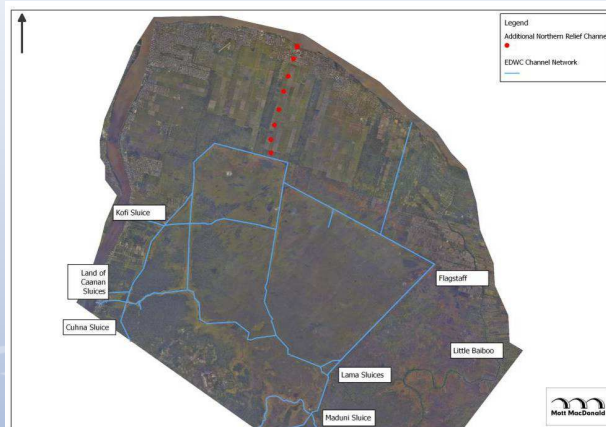 Legend
Additional Northern Relief Channel
EDWC Channel Network
Kofi Sluice
Land of
Caanan
Sluices
Cuhna Sluice
Flagstaff
Little Baiboo
Lama Sluices
Maduni Sluice
Mott MacDonald